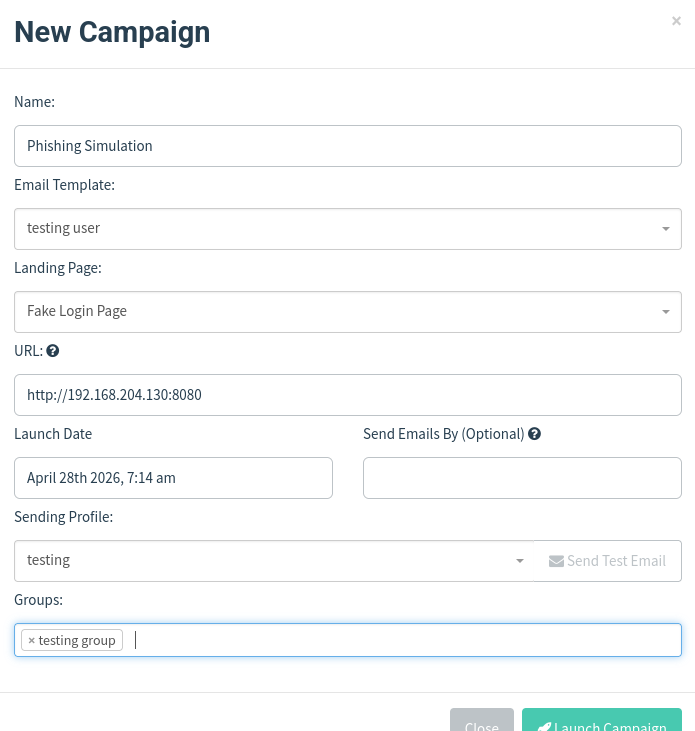 New Campaign
×
Name:
Phishing Simulation
Email Template:
testing user
Landing Page:
Fake Login Page
URL:
http://192.168.204.130:8080
Launch Date
Send Emails By (Optional)
April 28th 2026, 7:14 am
Sending Profile:
testing
Send Test Email
Groups:
× testing group
Close
Launch Campaign